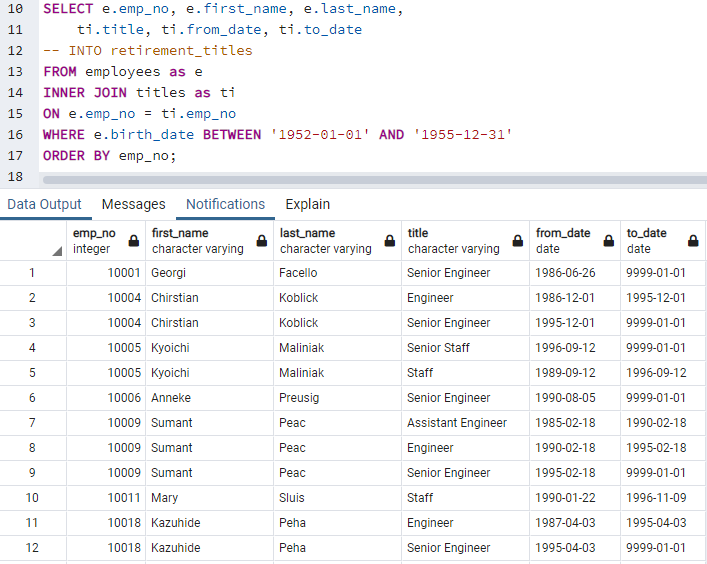 10 SELECT e.emp_no, e.first_name, e.last_name,
11 ti.title, ti.from_date, ti.to_date
12 -- INTO retirement_titles
13 FROM employees as e
14 INNER JOIN titles as ti
15 ON e.emp_no = ti.emp_no
16 WHERE e.birth_date BETWEEN '1952-01-01' AND '1955-12-31'
17 ORDER BY emp_no;
18
Data Output Messages Notifications Explain
emp_no first_name last_name title from_date to_date
integer character varying character varying character varying date date
1 10001 Georgi Facello Senior Engineer 1986-06-26 9999-01-01
2 10004 Chirstian Koblick Engineer 1986-12-01 1995-12-01
3 10004 Chirstian Koblick Senior Engineer 1995-12-01 9999-01-01
4 10005 Kyoichi Maliniak Senior Staff 1996-09-12 9999-01-01
5 10005 Kyoichi Maliniak Staff 1989-09-12 1996-09-12
6 10006 Anneke Preusig Senior Engineer 1990-08-05 9999-01-01
7 10009 Sumant Peac Assistant Engineer 1985-02-18 1990-02-18
8 10009 Sumant Peac Engineer 1990-02-18 1995-02-18
9 10009 Sumant Peac Senior Engineer 1995-02-18 9999-01-01
10 10011 Mary Sluis Staff 1990-01-22 1996-11-09
11 10018 Kazuhide Peha Engineer 1987-04-03 1995-04-03
12 10018 Kazuhide Peha Senior Engineer 1995-04-03 9999-01-01